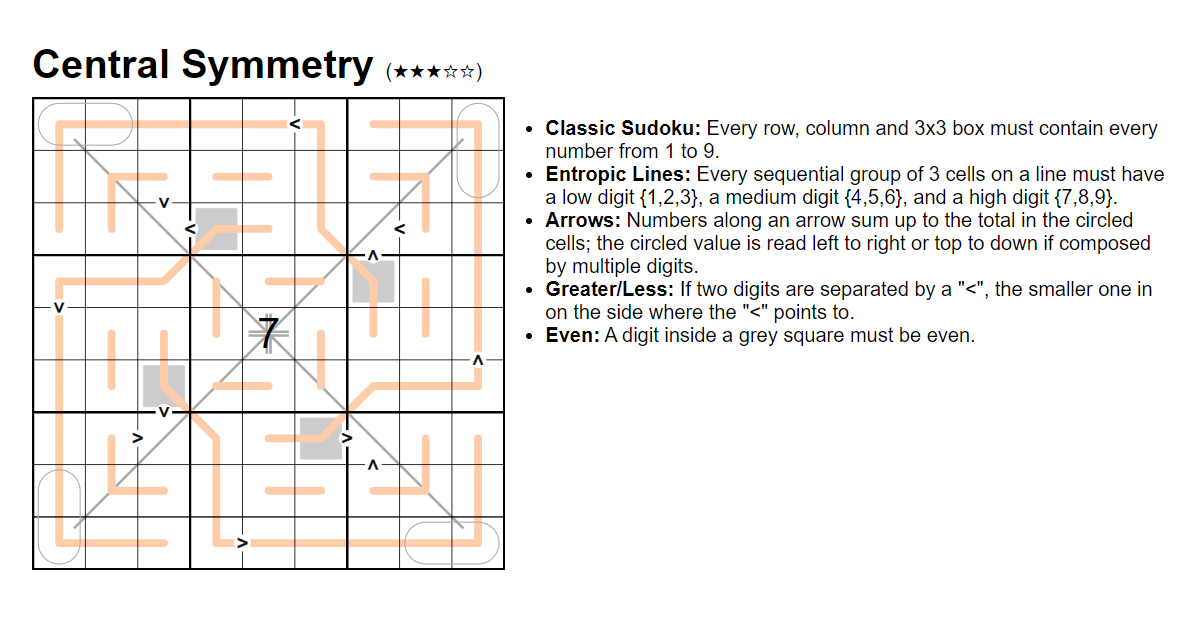 Central Symmetry (★★★☆☆)
<
• Classic Sudoku: Every row, column and 3x3 box must contain every
number from 1 to 9.
• Entropic Lines: Every sequential group of 3 cells on a line must have
a low digit {1,2,3}, a medium digit {4,5,6}, and a high digit {7,8,9}.
v
• Arrows: Numbers along an arrow sum up to the total in the circled
< <
cells; the circled value is read left to right or top to down if composed
^
by multiple digits.
• Greater/Less: If two digits are separated by a "<", the smaller one in
v
on the side where the "<" points to.
7
• Even: A digit inside a grey square must be even.
^
v
> >
^
>